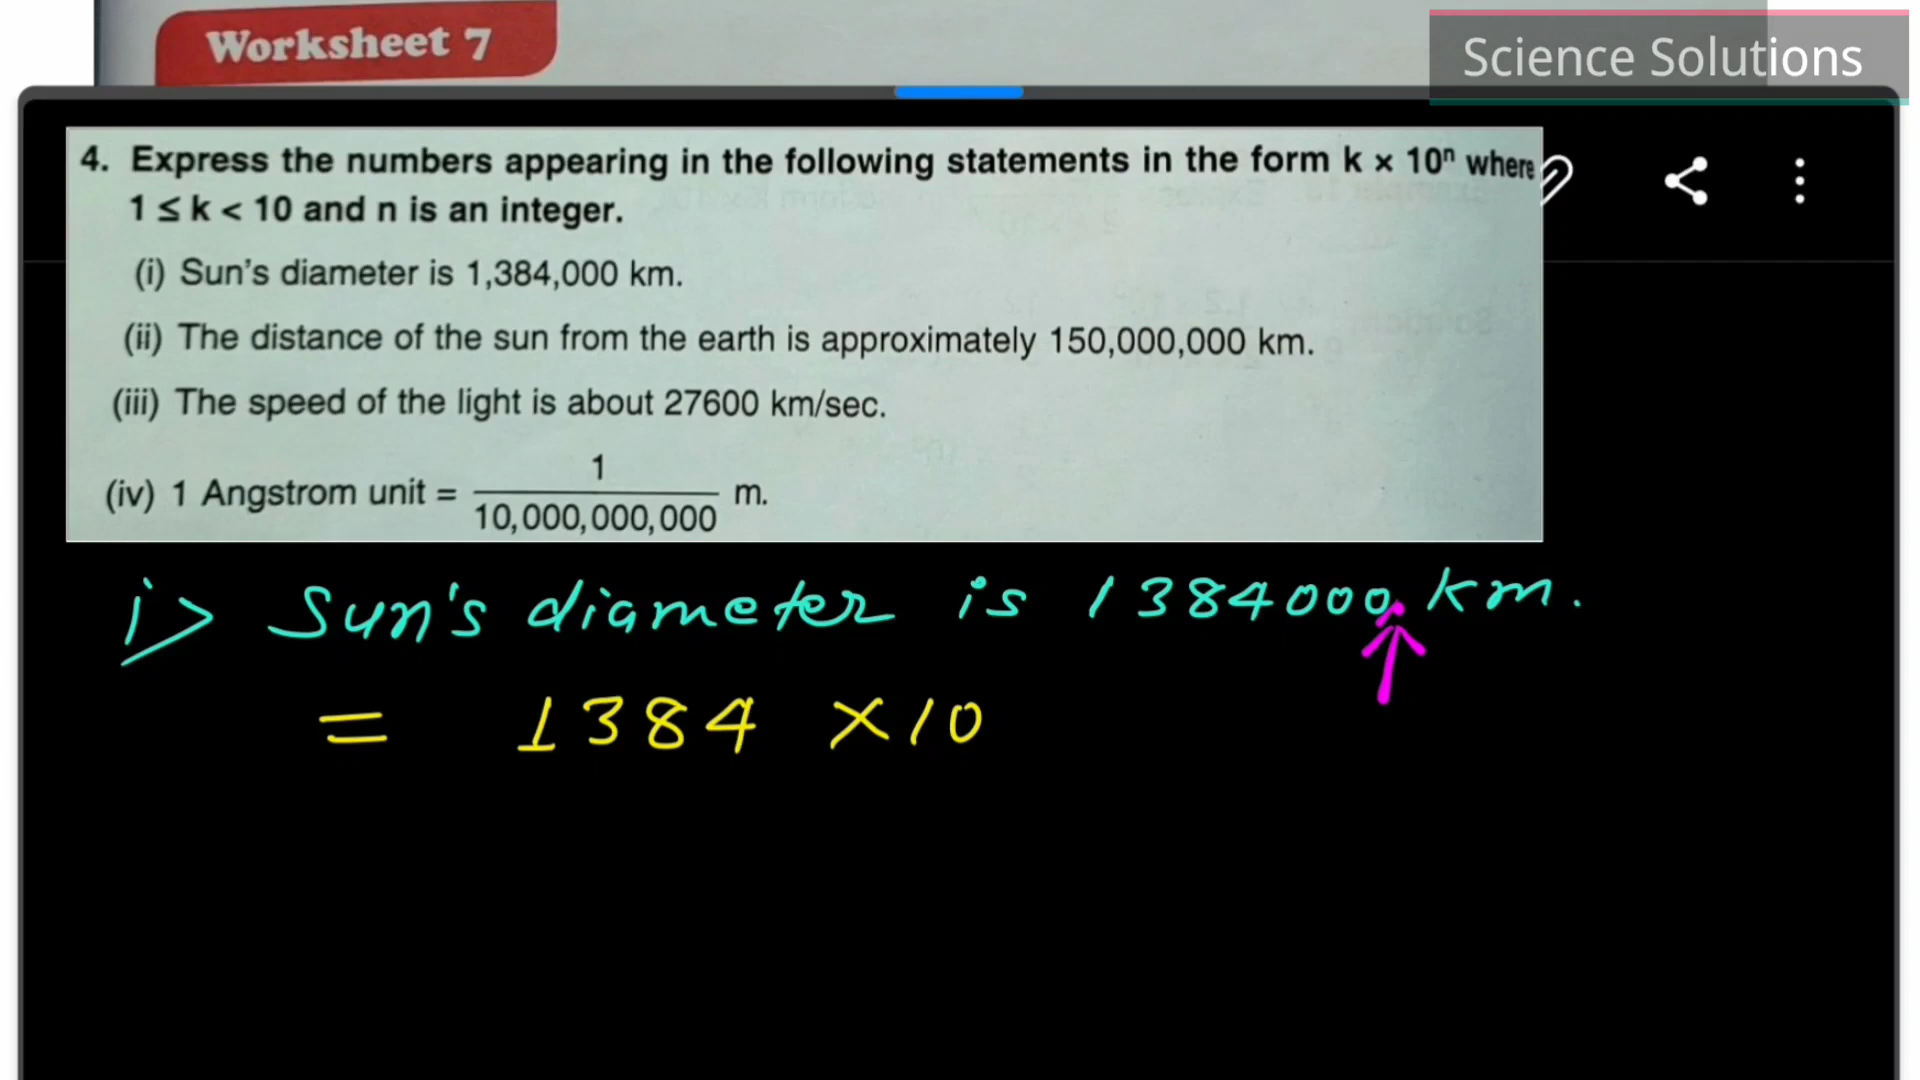 Worksheet 7
Science Solutions
4. Express the numbers appearing in the following statements in the form k × 10ⁿ where
1 ≤ k < 10 and n is an integer.
(i) Sun's diameter is 1,384,000 km.
(ii) The distance of the sun from the earth is approximately 150,000,000 km.
(iii) The speed of the light is about 27600 km/sec.
(iv) 1 Angstrom unit = 1 / 10,000,000,000 m.
i> Sun's diameter is 1384000. km.
= 1384 ×10